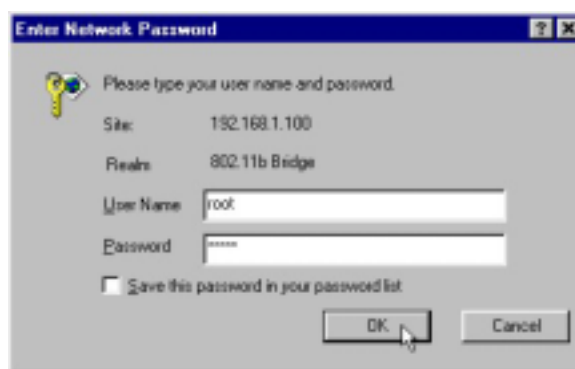 Enter Network Password
Please type your user name and password.
Site: 192.168.1.100
Realm 802.11b Bridge
User Name root
Password *****
Save this password in your password list
OK Cancel